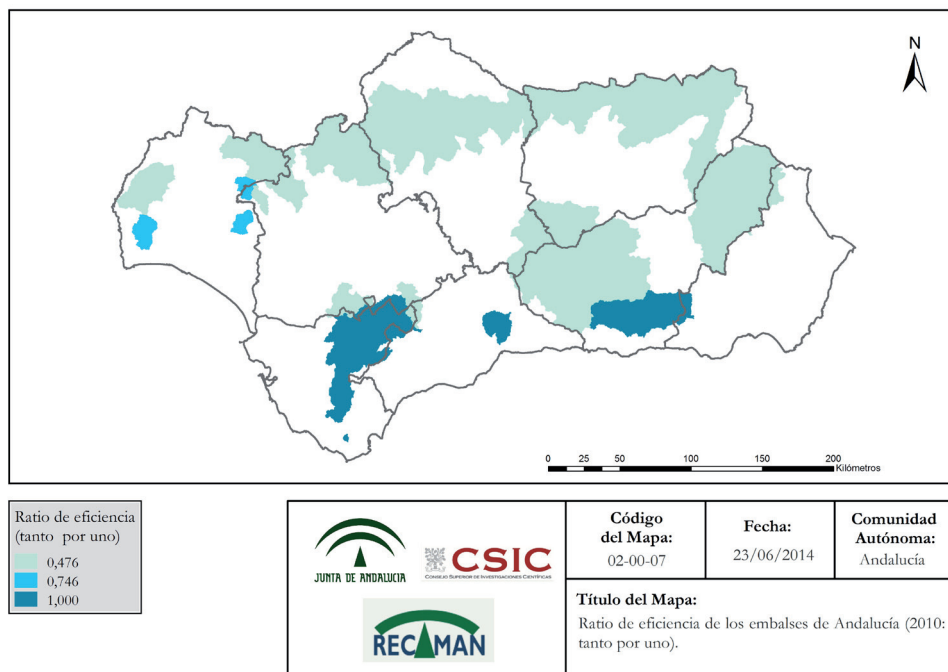 N
0 50 100 150 200
Kilómetros
Ratio de eficiencia
(tanto por uno)
0,476
0,746
1,000
JUNTA DE ANDALUCIA
CSIC
CONSEJO SUPERIOR DE INVESTIGACIONES CIENTÍFICAS
RECAMAN
Código
del Mapa:
02-00-07
Fecha:
23/06/2014
Comunidad
Autónoma:
Andalucía
Título del Mapa:
Ratio de eficiencia de los embalses de Andalucía (2010:
tanto por uno).